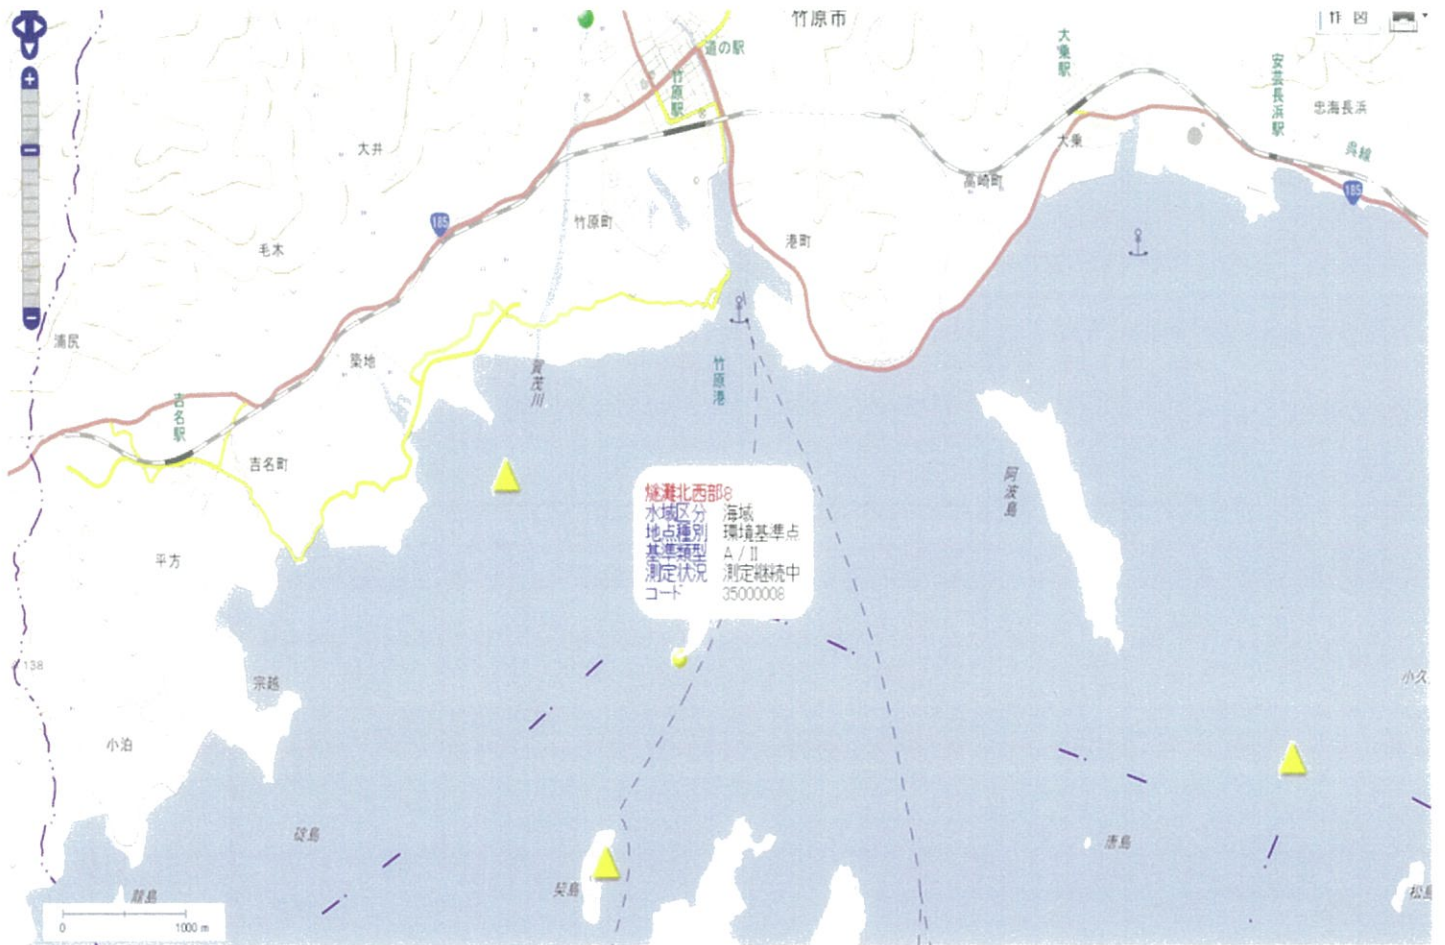 竹原市
作図
道の駅
竹原駅
大乗駅
安芸長浜駅
忠海長浜
呉線
185
大井
大乗
高崎町
185
竹原町
港町
毛木
浦尻
築地
賀茂川
竹原港
吉名駅
吉名町
阿波島
燧灘北西部8
水域区分 海域
地点種別 環境基準点
基準類型 A / II
測定状況 測定継続中
コード 35000008
平方
138
宗越
小久
小泊
碇島
唐島
契島
龍島
松島
0 1000 m